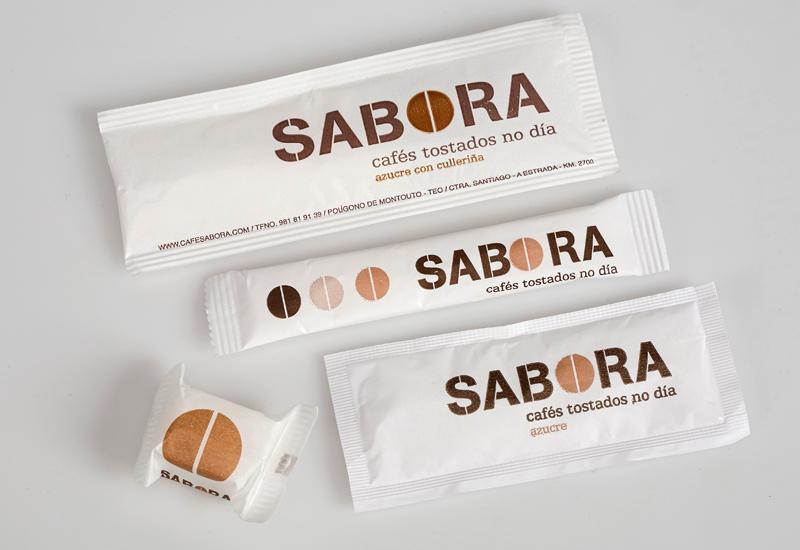 SABORA
cafés tostados no día
azucre con culleriña
WWW.CAFESABORA.COM / TFNO. 981 81 91 39 / POLÍGONO DE MONTOUTO - TEO / CTRA. SANTIAGO - A ESTRADA - KM. 2700
SABORA
cafés tostados no día
SABORA
cafés tostados no día
azucre
SABORA